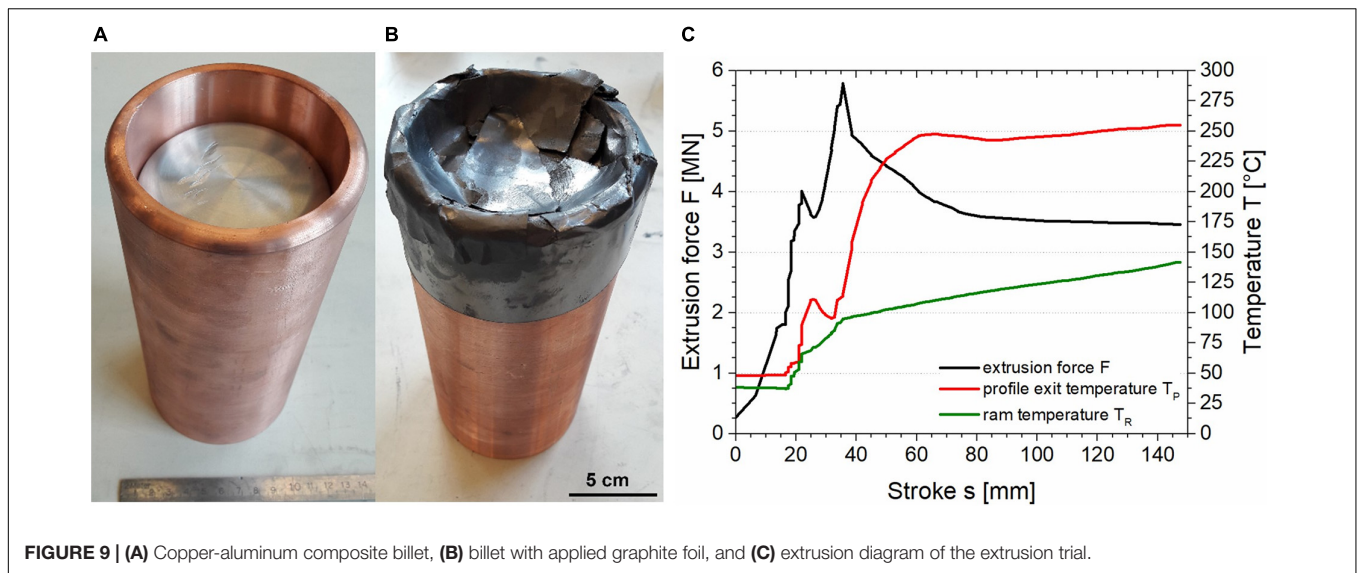 A
B
C
6
5
4
3
2
1
0
Extrusion force F [MN]
300
275
250
225
200
175
150
125
100
75
50
25
0
Temperature T [°C]
extrusion force F
profile exit temperature T_P
ram temperature T_R
0 20 40 60 80 100 120 140
Stroke s [mm]
5 cm
FIGURE 9 | (A) Copper-aluminum composite billet, (B) billet with applied graphite foil, and (C) extrusion diagram of the extrusion trial.